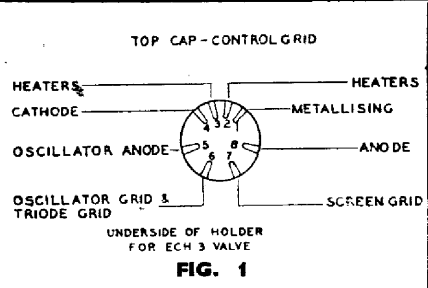 TOP CAP - CONTROL GRID
HEATERS
HEATERS
CATHODE
METALLISING
4 3 2 1
OSCILLATOR ANODE
5
8
ANODE
6 7
OSCILLATOR GRID &
TRIODE GRID
SCREEN GRID
UNDERSIDE OF HOLDER
FOR ECH 3 VALVE
FIG. 1